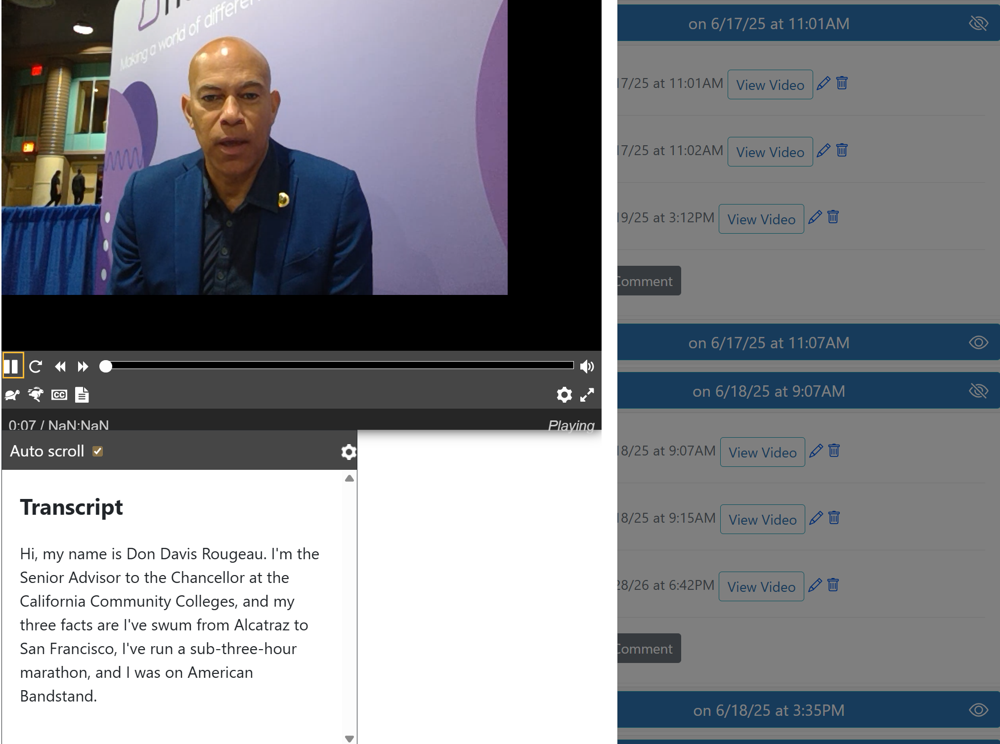 Making a world of differen
0:07 / NaN:NaN
Playing
Auto scroll
Transcript
Hi, my name is Don Davis Rougeau. I'm the
Senior Advisor to the Chancellor at the
California Community Colleges, and my
three facts are I've swum from Alcatraz to
San Francisco, I've run a sub-three-hour
marathon, and I was on American
Bandstand.
on 6/17/25 at 11:01AM
17/25 at 11:01AM View Video
17/25 at 11:02AM View Video
19/25 at 3:12PM View Video
Comment
on 6/17/25 at 11:07AM
on 6/18/25 at 9:07AM
18/25 at 9:07AM View Video
18/25 at 9:15AM View Video
28/26 at 6:42PM View Video
Comment
on 6/18/25 at 3:35PM